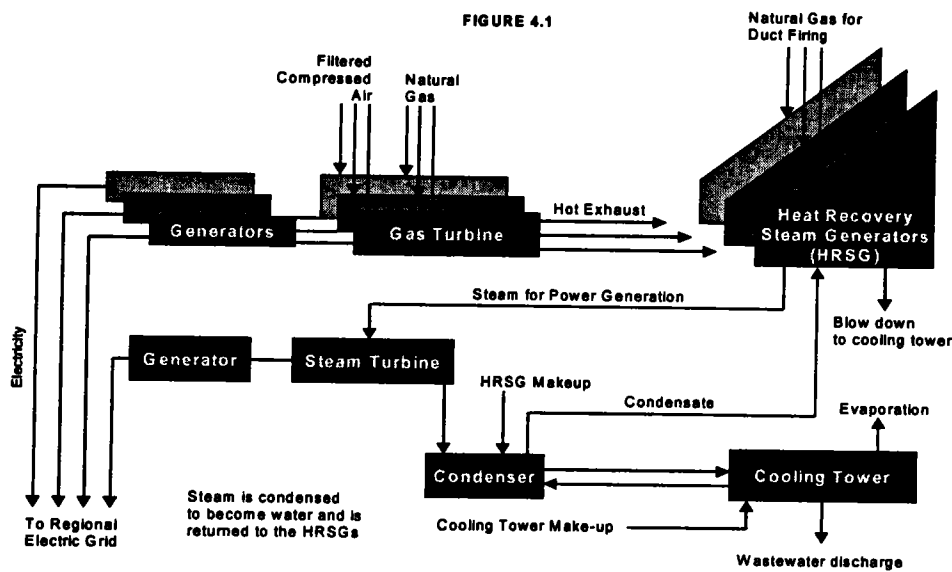 FIGURE 4.1
Natural Gas for
Duct Firing
Filtered
Compressed
Air
Natural
Gas
Generators
Gas Turbine
Hot Exhaust
Heat Recovery
Steam Generators
(HRSG)
Steam for Power Generation
Blow down
to cooling tower
Electricity
Generator
Steam Turbine
HRSG Makeup
Condensate
Evaporation
Condenser
Cooling Tower
Steam is condensed
to become water and is
returned to the HRSGs
To Regional
Electric Grid
Cooling Tower Make-up
Wastewater discharge